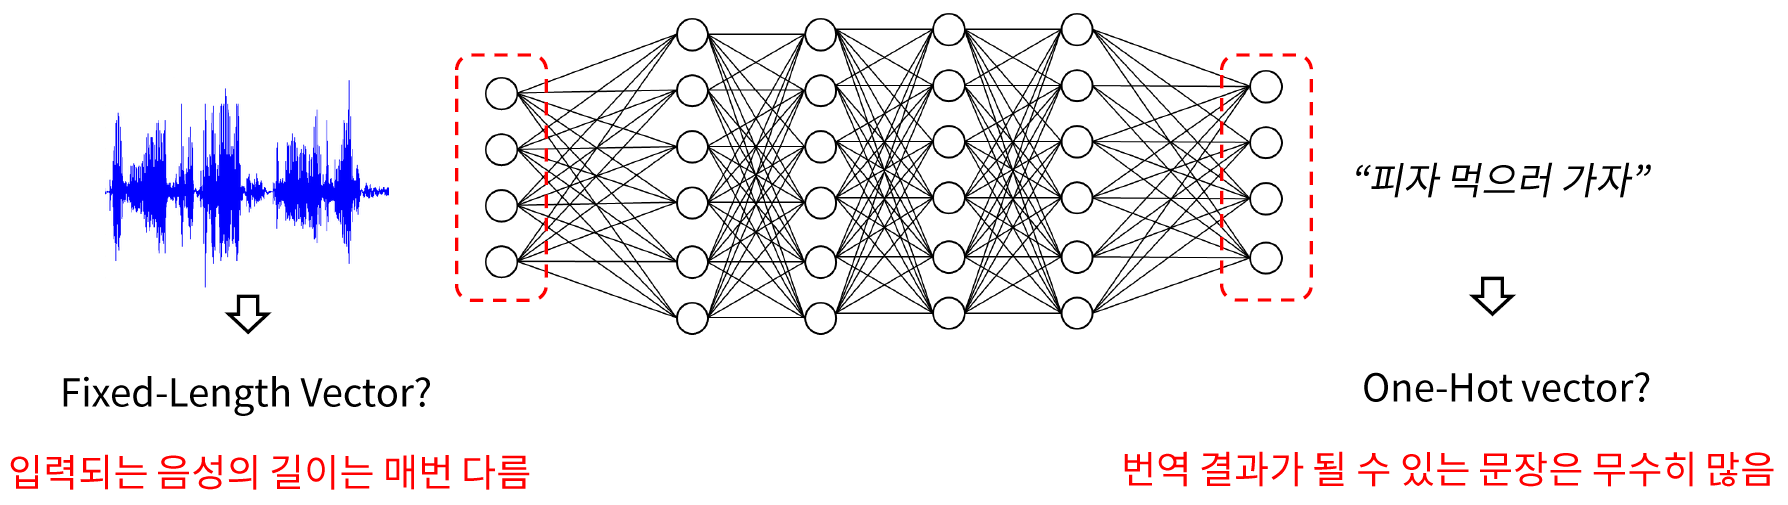 “피자 먹으러 가자”
Fixed-Length Vector?
One-Hot vector?
입력되는 음성의 길이는 매번 다름
번역 결과가 될 수 있는 문장은 무수히 많음